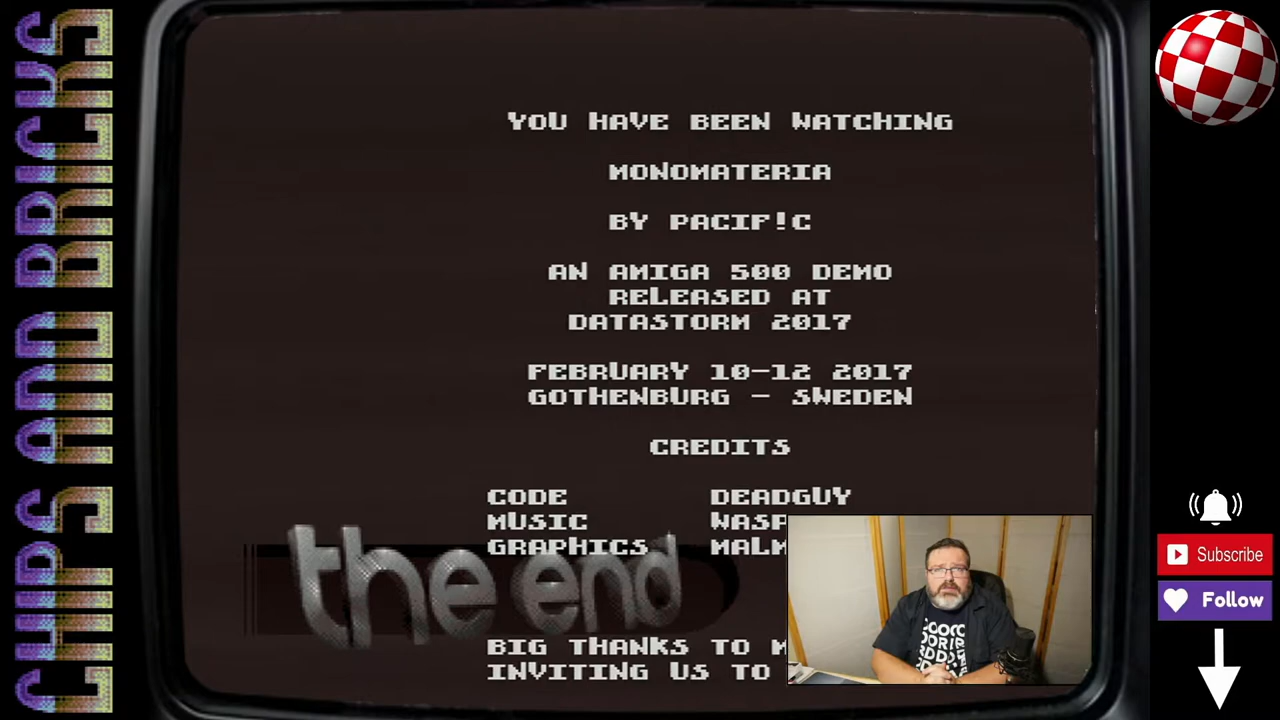 CHIPS AND BRICKS
YOU HAVE BEEN WATCHING
MONOMATERIA
BY PACIF!C
AN AMIGA 500 DEMO
RELEASED AT
DATASTORM 2017
FEBRUARY 10-12 2017
GOTHENBURG - SWEDEN
CREDITS
CODE DEADGUY
MUSIC WASP
GRAPHICS
the end
BIG THANKS TO
INVITING US TO
Subscribe
Follow